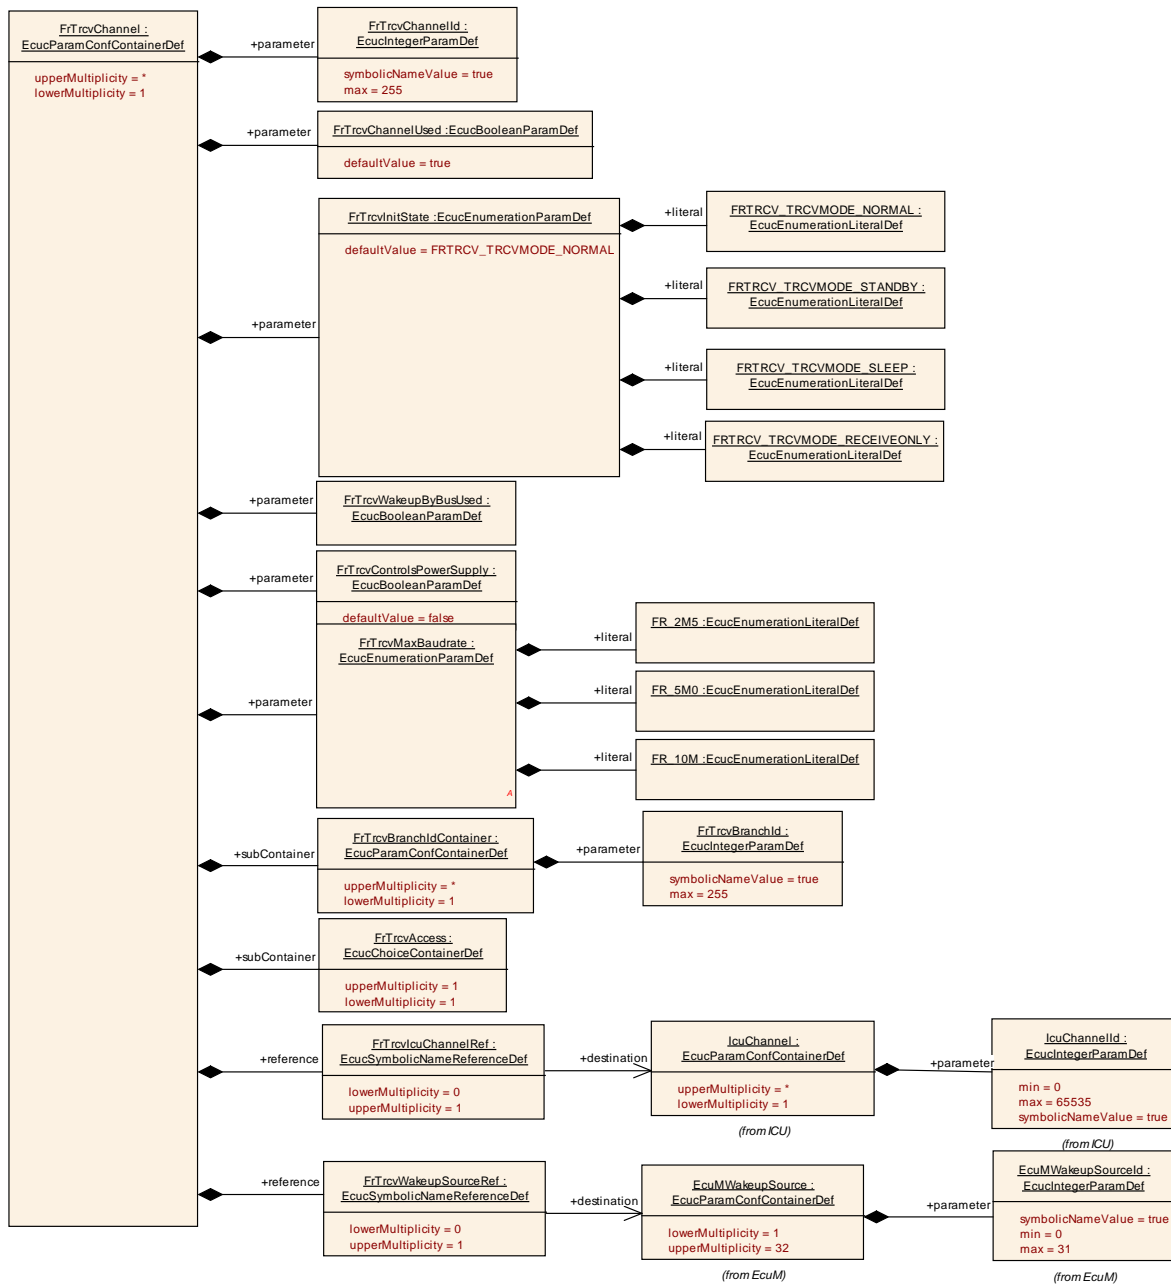 FrTrcvChannel :
EcucParamConfContainerDef
upperMultiplicity = *
lowerMultiplicity = 1
+parameter
FrTrcvChannelId :
EcucIntegerParamDef
symbolicNameValue = true
max = 255
+parameter
FrTrcvChannelUsed :EcucBooleanParamDef
defaultValue = true
+parameter
FrTrcvInitState :EcucEnumerationParamDef
defaultValue = FRTRCV_TRCVMODE_NORMAL
+literal
FRTRCV_TRCVMODE_NORMAL :
EcucEnumerationLiteralDef
+literal
FRTRCV_TRCVMODE_STANDBY :
EcucEnumerationLiteralDef
+literal
FRTRCV_TRCVMODE_SLEEP :
EcucEnumerationLiteralDef
+literal
FRTRCV_TRCVMODE_RECEIVEONLY :
EcucEnumerationLiteralDef
+parameter
FrTrcvWakeupByBusUsed :
EcucBooleanParamDef
+parameter
FrTrcvControlsPowerSupply :
EcucBooleanParamDef
defaultValue = false
+parameter
FrTrcvMaxBaudrate :
EcucEnumerationParamDef
A
+literal
FR_2M5 :EcucEnumerationLiteralDef
+literal
FR_5M0 :EcucEnumerationLiteralDef
+literal
FR_10M :EcucEnumerationLiteralDef
+subContainer
FrTrcvBranchIdContainer :
EcucParamConfContainerDef
upperMultiplicity = *
lowerMultiplicity = 1
+parameter
FrTrcvBranchId :
EcucIntegerParamDef
symbolicNameValue = true
max = 255
+subContainer
FrTrcvAccess :
EcucChoiceContainerDef
upperMultiplicity = 1
lowerMultiplicity = 1
+reference
FrTrcvIcuChannelRef :
EcucSymbolicNameReferenceDef
lowerMultiplicity = 0
upperMultiplicity = 1
+destination
IcuChannel :
EcucParamConfContainerDef
upperMultiplicity = *
lowerMultiplicity = 1
(from ICU)
+parameter
IcuChannelId :
EcucIntegerParamDef
min = 0
max = 65535
symbolicNameValue = true
(from ICU)
+reference
FrTrcvWakeupSourceRef :
EcucSymbolicNameReferenceDef
lowerMultiplicity = 0
upperMultiplicity = 1
+destination
EcuMWakeupSource :
EcucParamConfContainerDef
lowerMultiplicity = 1
upperMultiplicity = 32
(from EcuM)
+parameter
EcuMWakeupSourceId :
EcucIntegerParamDef
symbolicNameValue = true
min = 0
max = 31
(from EcuM)